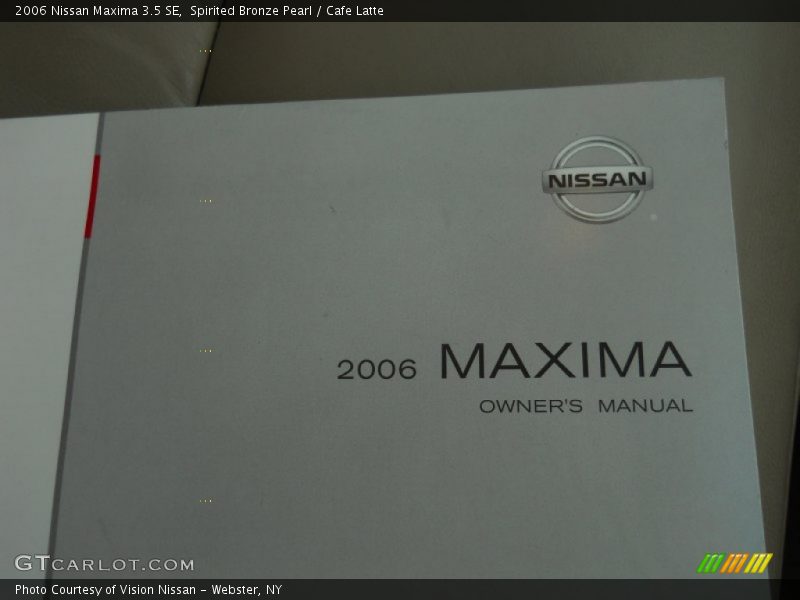 2006 Nissan Maxima 3.5 SE,  Spirited Bronze Pearl / Cafe Latte
NISSAN
2006 MAXIMA
OWNER'S MANUAL
GTCARLOT.COM
Photo Courtesy of Vision Nissan - Webster, NY